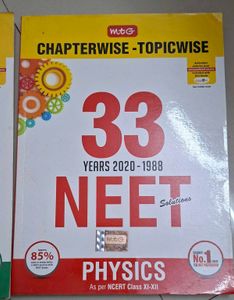 mtG
CHAPTERWISE -TOPICWISE
33
YEARS 2020-1988
NEET
Solutions
mtG
85%
No.1
PHYSICS
As per NCERT Class XI-XII